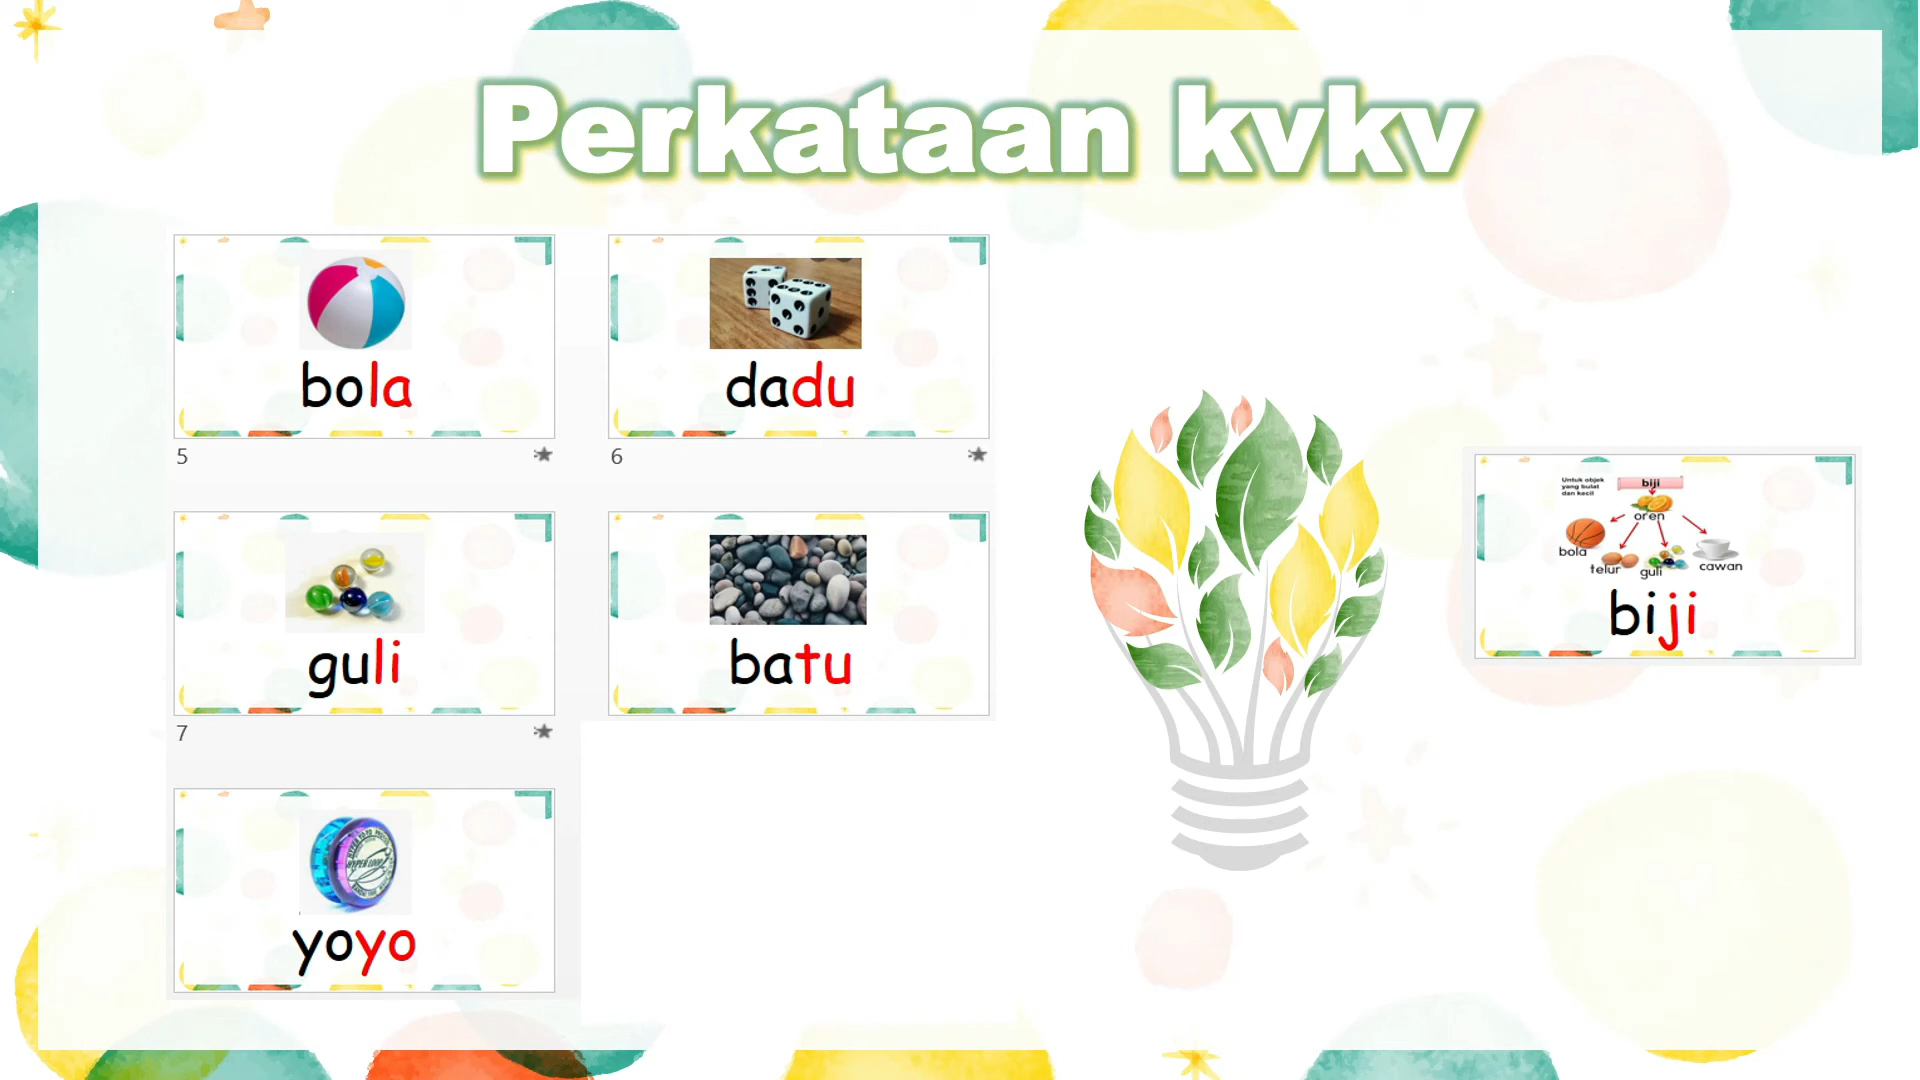 Perkataan kvkv
bola
dadu
5
6
guli
batu
7
yoyo
Untuk objek
yang bulat
dan kecil
biji
oren
bola
telur
guli
cawan
biji